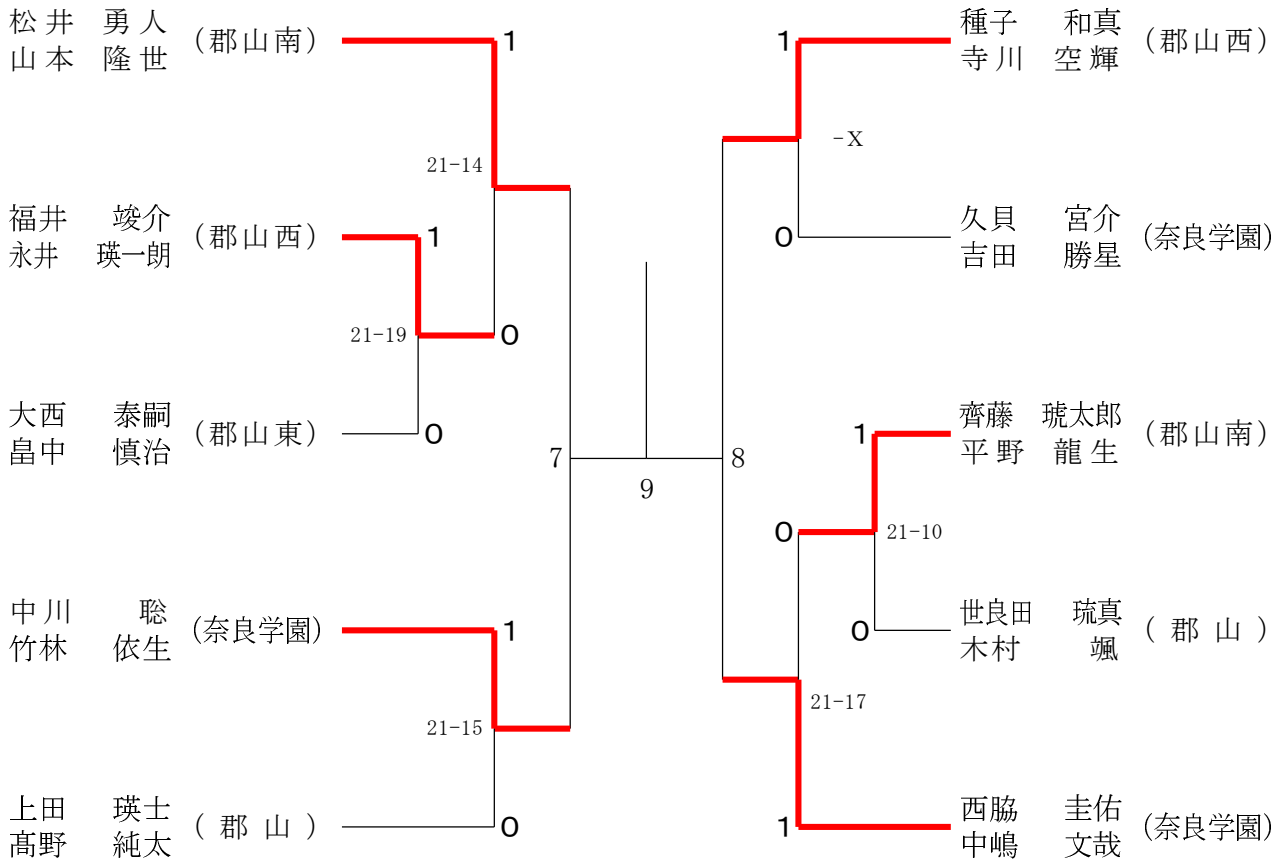 松井 勇人
山本 隆世
(郡山南)
1
21-14
福井 竣介
永井 瑛一朗
(郡山西)
1
21-19
0
大西 泰嗣
畠中 慎治
(郡山東)
0
7
中川 聡
竹林 依生
(奈良学園)
1
21-15
上田 瑛士
髙野 純太
(郡山)
0
9
1
種子 和真
寺川 空輝
(郡山西)
-X
0
久貝 宮介
吉田 勝星
(奈良学園)
8
1
齊藤 琥太郎
平野 龍生
(郡山南)
0
21-10
0
世良田 琉真
木村 颯
(郡山)
21-17
1
西脇 圭佑
中嶋 文哉
(奈良学園)